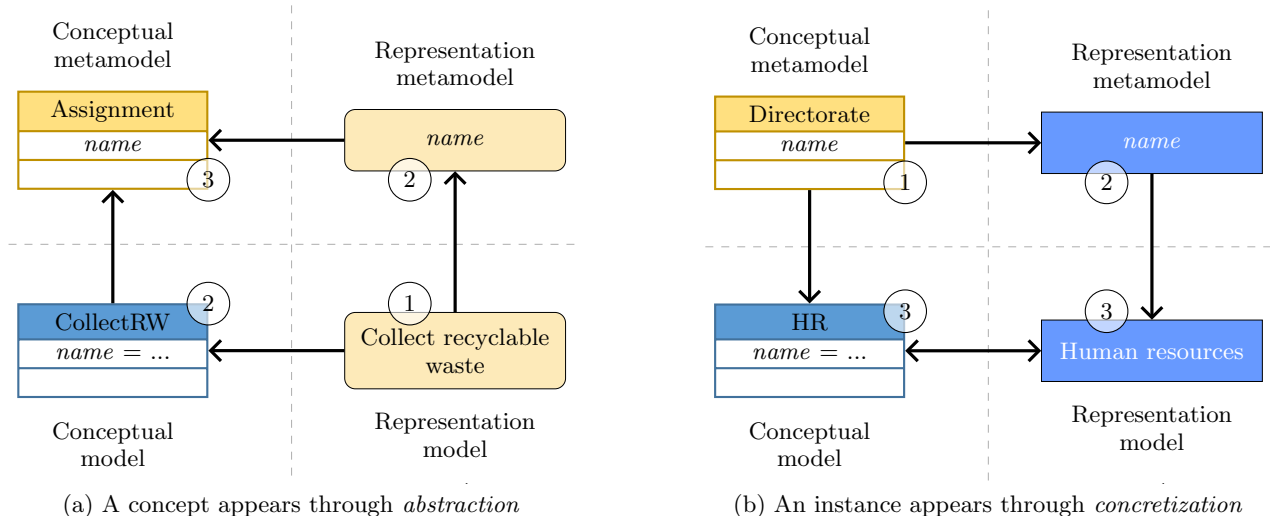 Conceptual
metamodel
Representation
metamodel
Assignment
name
3
name
2
2
CollectRW
name = ...
1
Collect recyclable
waste
Conceptual
model
Representation
model
(a) A concept appears through abstraction
Conceptual
metamodel
Representation
metamodel
Directorate
name
1
name
2
3
HR
name = ...
3
Human resources
Conceptual
model
Representation
model
(b) An instance appears through concretization